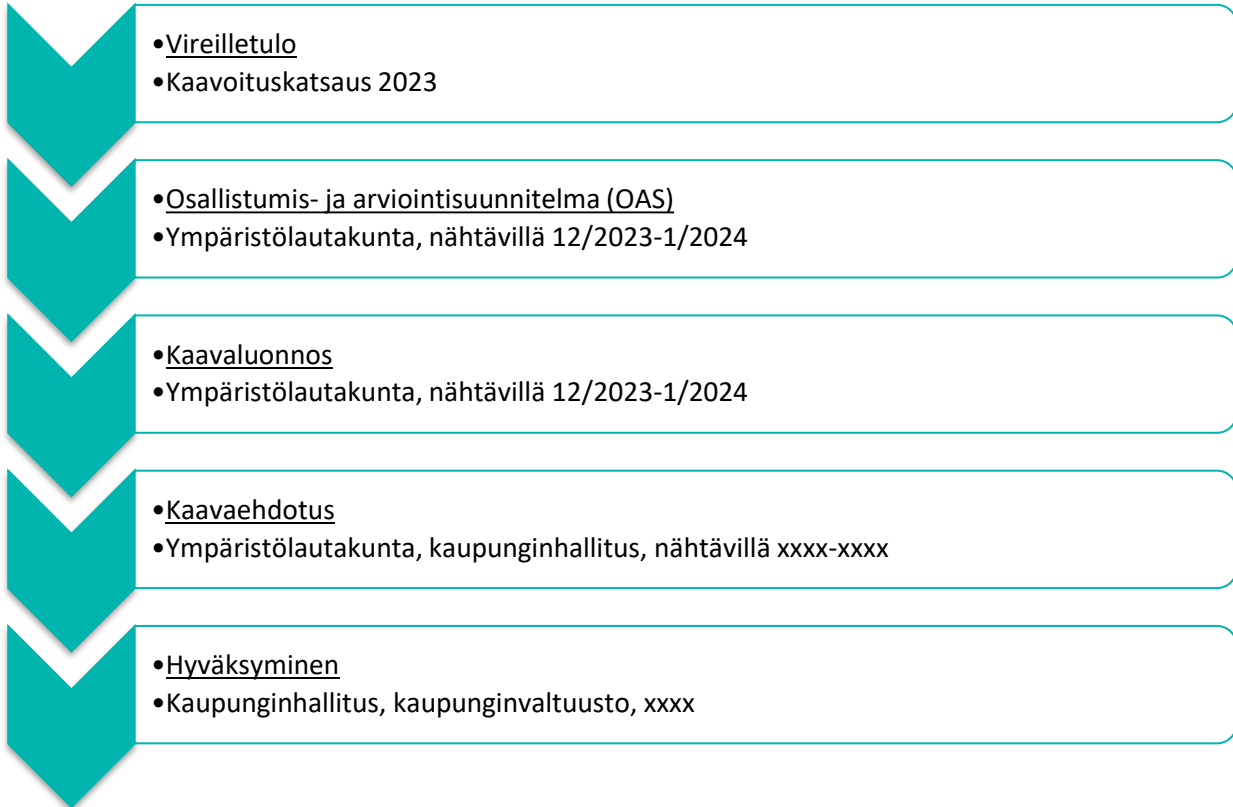 •Vireilletulo
•Kaavoituskatsaus 2023
•Osallistumis- ja arviointisuunnitelma (OAS)
•Ympäristölautakunta, nähtävillä 12/2023-1/2024
•Kaavaluonnos
•Ympäristölautakunta, nähtävillä 12/2023-1/2024
•Kaavaehdotus
•Ympäristölautakunta, kaupunginhallitus, nähtävillä xxxx-xxxx
•Hyväksyminen
•Kaupunginhallitus, kaupunginvaltuusto, xxxx